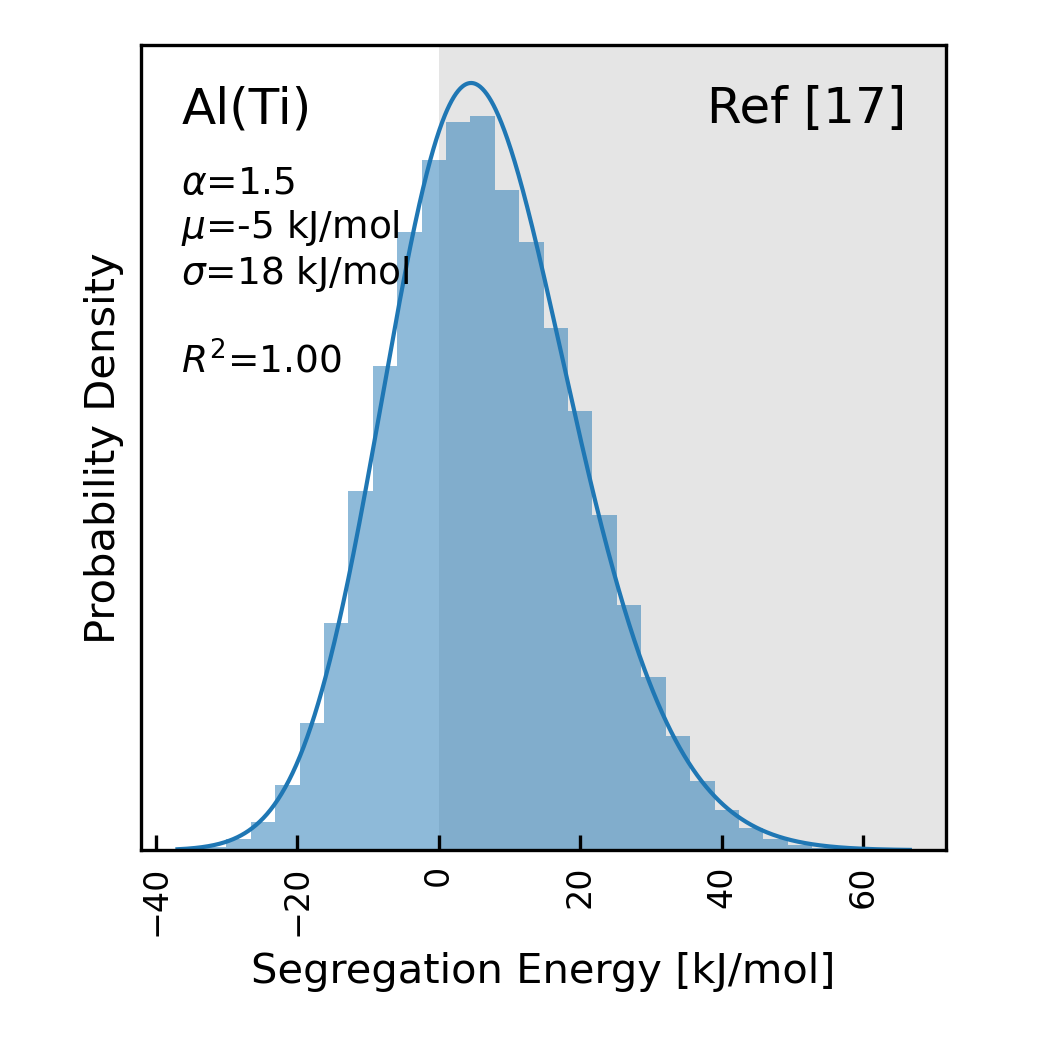 Al(Ti)
Ref [17]
α=1.5
μ=-5 kJ/mol
σ=18 kJ/mol
R²=1.00
Probability Density
−40 −20 0 20 40 60
Segregation Energy [kJ/mol]